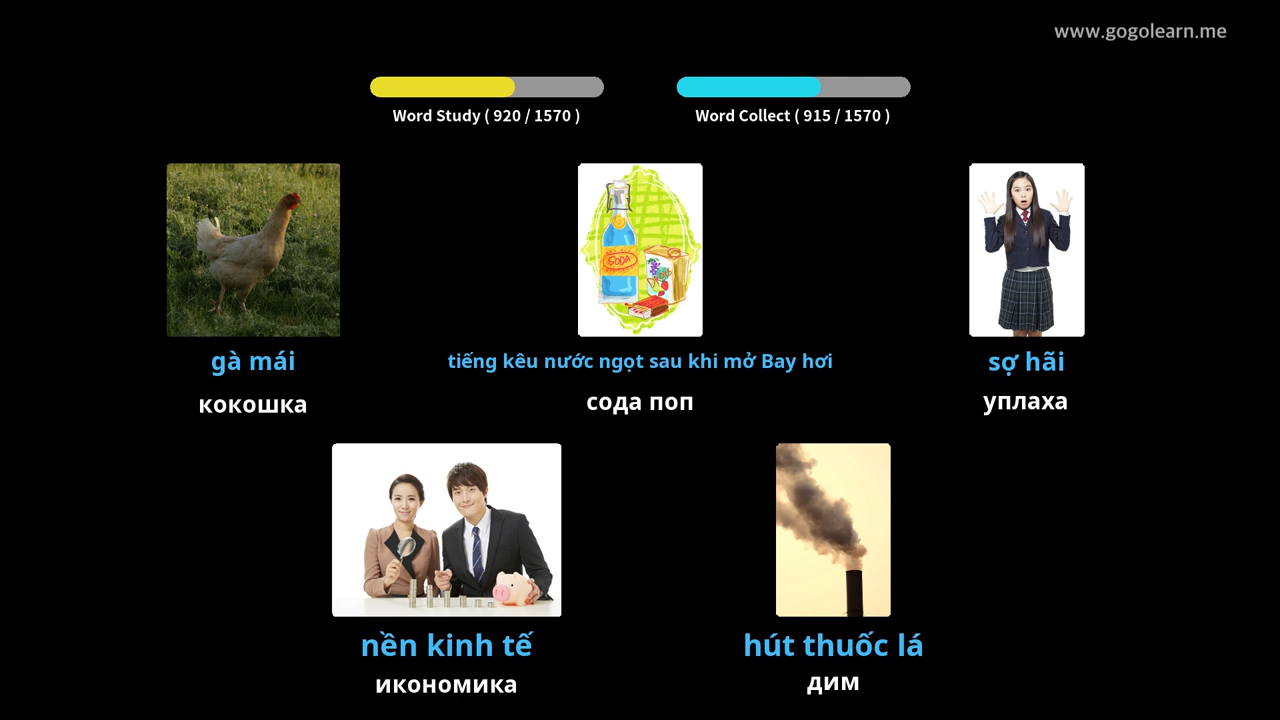 www.gogolearn.me
Word Study ( 920 / 1570 )
Word Collect ( 915 / 1570 )
SODA
gà mái
tiếng kêu nước ngọt sau khi mở Bay hơi
sợ hãi
кокошка
сода поп
уплаха
nền kinh tế
hút thuốc lá
икономика
дим